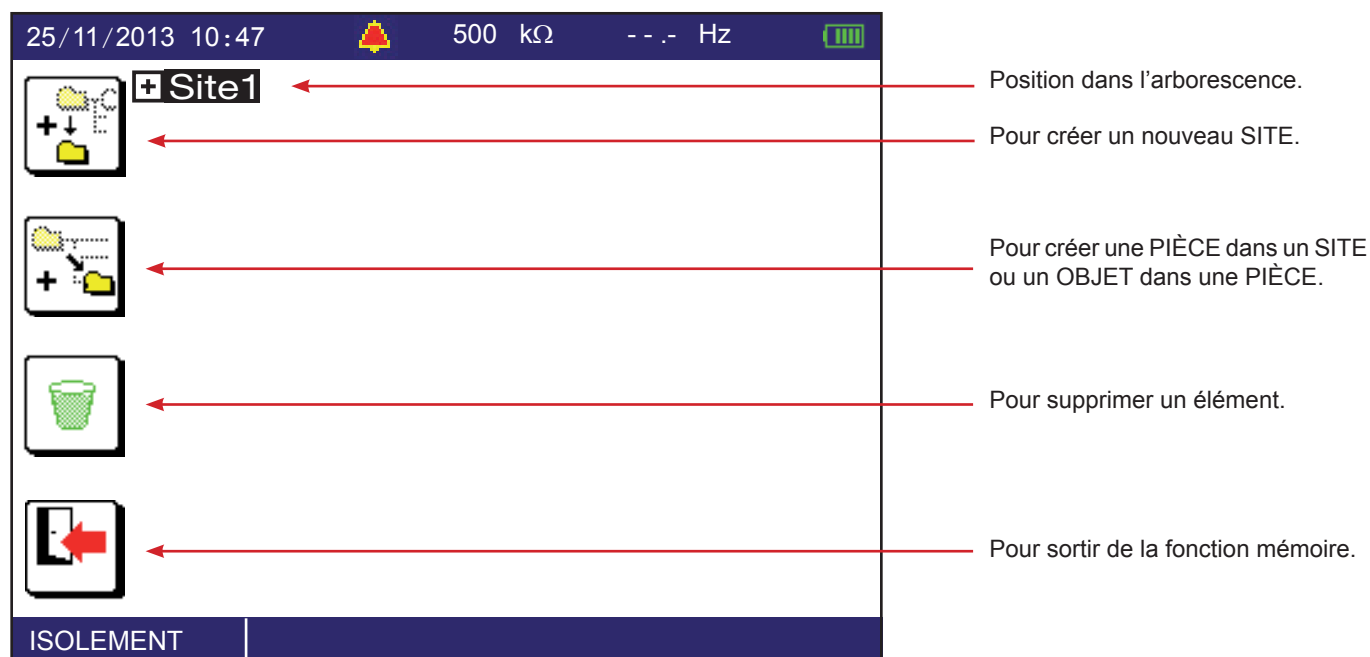 25/11/2013 10:47 500 kΩ - - .- Hz
Site1
Position dans l’arborescence.
Pour créer un nouveau SITE.
Pour créer une PIÈCE dans un SITE
ou un OBJET dans une PIÈCE.
Pour supprimer un élément.
Pour sortir de la fonction mémoire.
ISOLEMENT